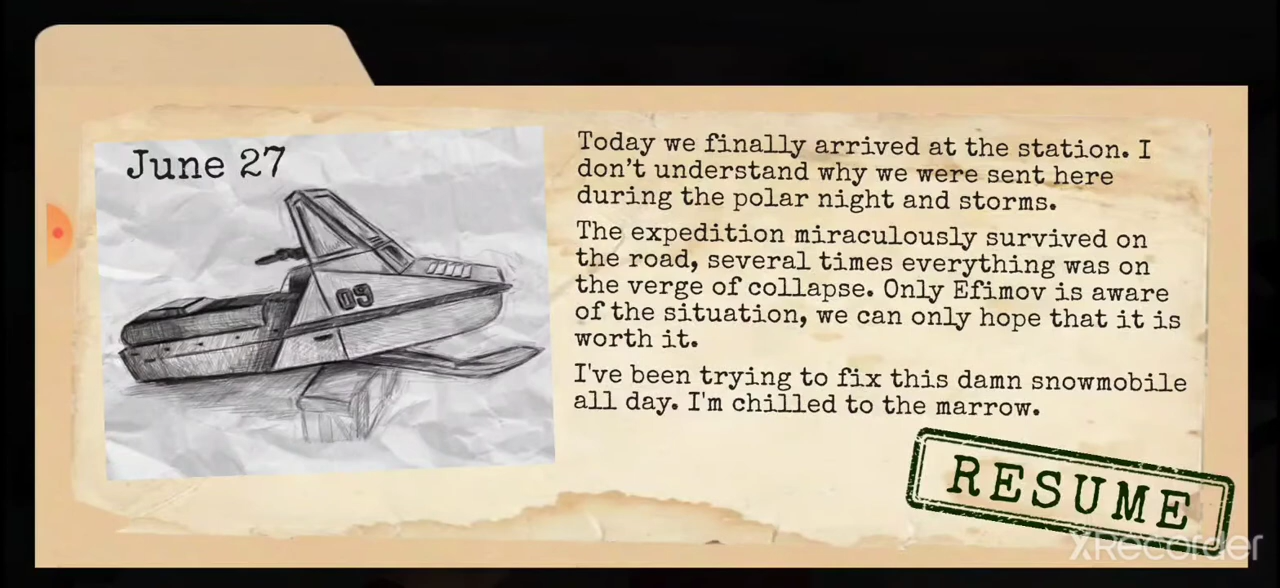 June 27
09
Today we finally arrived at the station. I
don't understand why we were sent here
during the polar night and storms.
The expedition miraculously survived on
the road, several times everything was on
the verge of collapse. Only Efimov is aware
of the situation, we can only hope that it is
worth it.
I've been trying to fix this damn snowmobile
all day. I'm chilled to the marrow.
RESUME
XRecorder